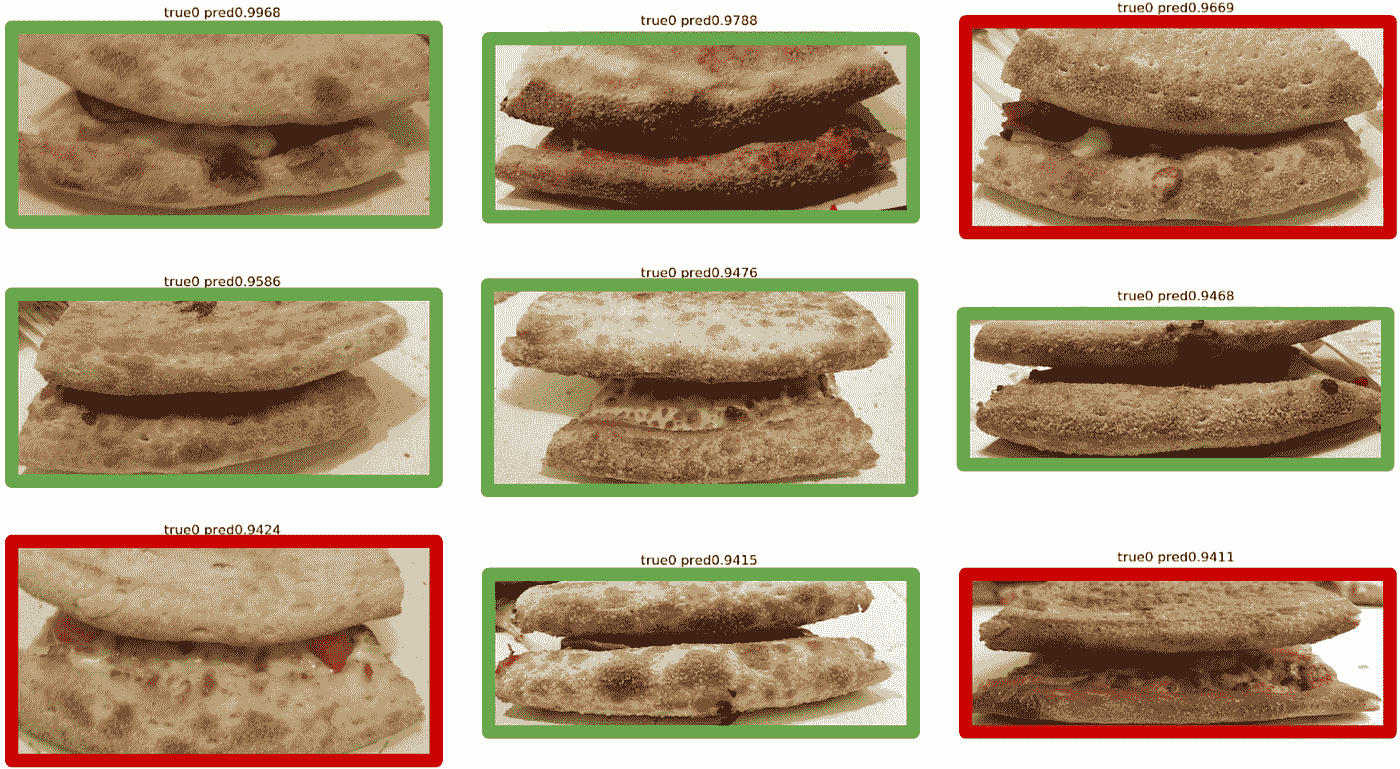 true0 pred0.9968
true0 pred0.9788
true0 pred0.9669
true0 pred0.9586
true0 pred0.9476
true0 pred0.9468
true0 pred0.9424
true0 pred0.9415
true0 pred0.9411